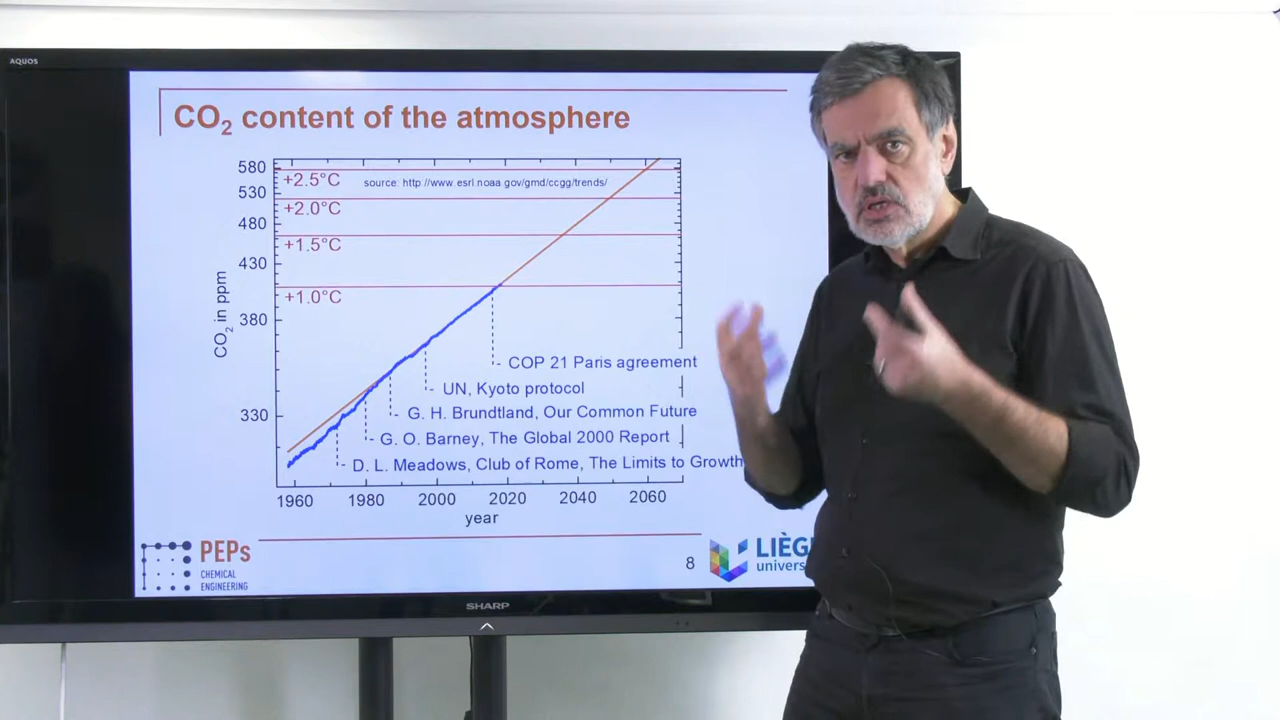 AQUOS
CO2 content of the atmosphere
580
530
480
430
380
330
CO2 in ppm
+2.5°C
source: http://www.esrl.noaa.gov/gmd/ccgg/trends/
+2.0°C
+1.5°C
+1.0°C
COP 21 Paris agreement
UN, Kyoto protocol
G. H. Brundtland, Our Common Future
G. O. Barney, The Global 2000 Report
D. L. Meadows, Club of Rome, The Limits to Growth
1960 1980 2000 2020 2040 2060
year
PEPs
CHEMICAL
ENGINEERING
8
LIÈG
univers
SHARP